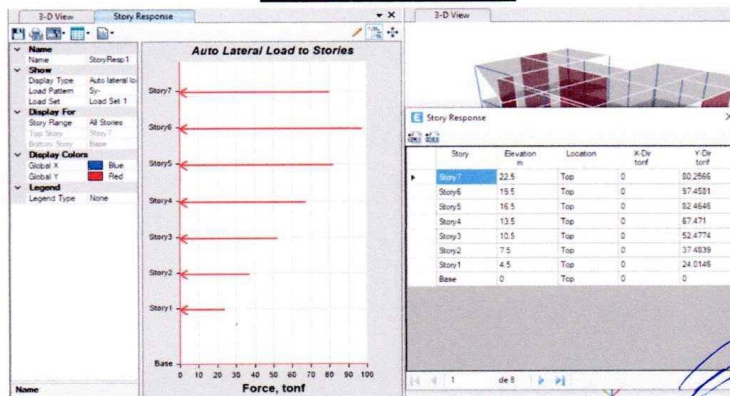 3-D View
Story Response
3-D View
Name
Name StoryResp1
Show
Display Type Auto lateral lo
Load Pattern Sy-
Load Set Load Set 1
Display For
Story Range All Stories
Top Story Story7
Bottom Story Base
Display Colors
Global X Blue
Global Y Red
Legend
Legend Type None
Name
Auto Lateral Load to Stories
Story7
Story6
Story5
Story4
Story3
Story2
Story1
Base
0 10 20 30 40 50 60 70 80 90 100
Force, tonf
Story Response
Story Elevation Location X-Dir Y-Dir
m tonf tonf
Story7 22.5 Top 0 80.2566
Story6 19.5 Top 0 97.4581
Story5 16.5 Top 0 82.4646
Story4 13.5 Top 0 67.471
Story3 10.5 Top 0 52.4774
Story2 7.5 Top 0 37.4839
Story1 4.5 Top 0 24.0146
Base 0 Top 0 0
1 de 8